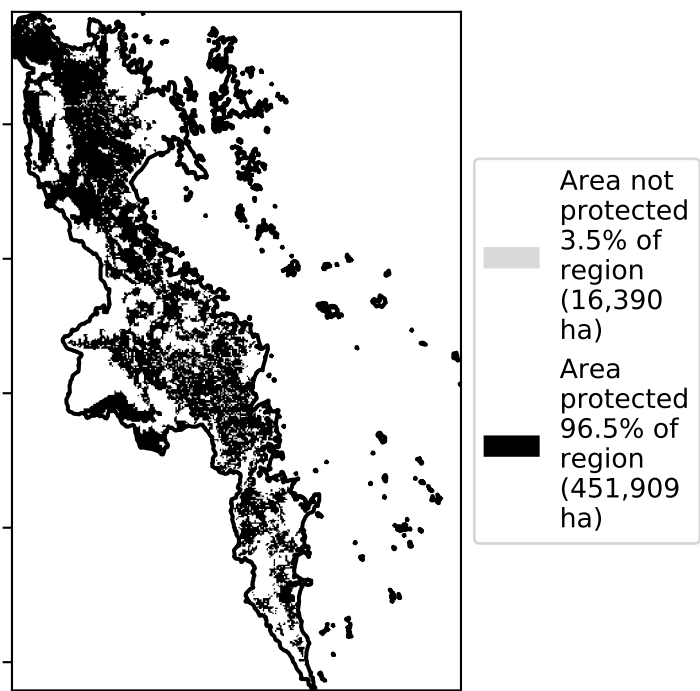 Area not
protected
3.5% of
region
(16,390
ha)
Area
protected
96.5% of
region
(451,909
ha)